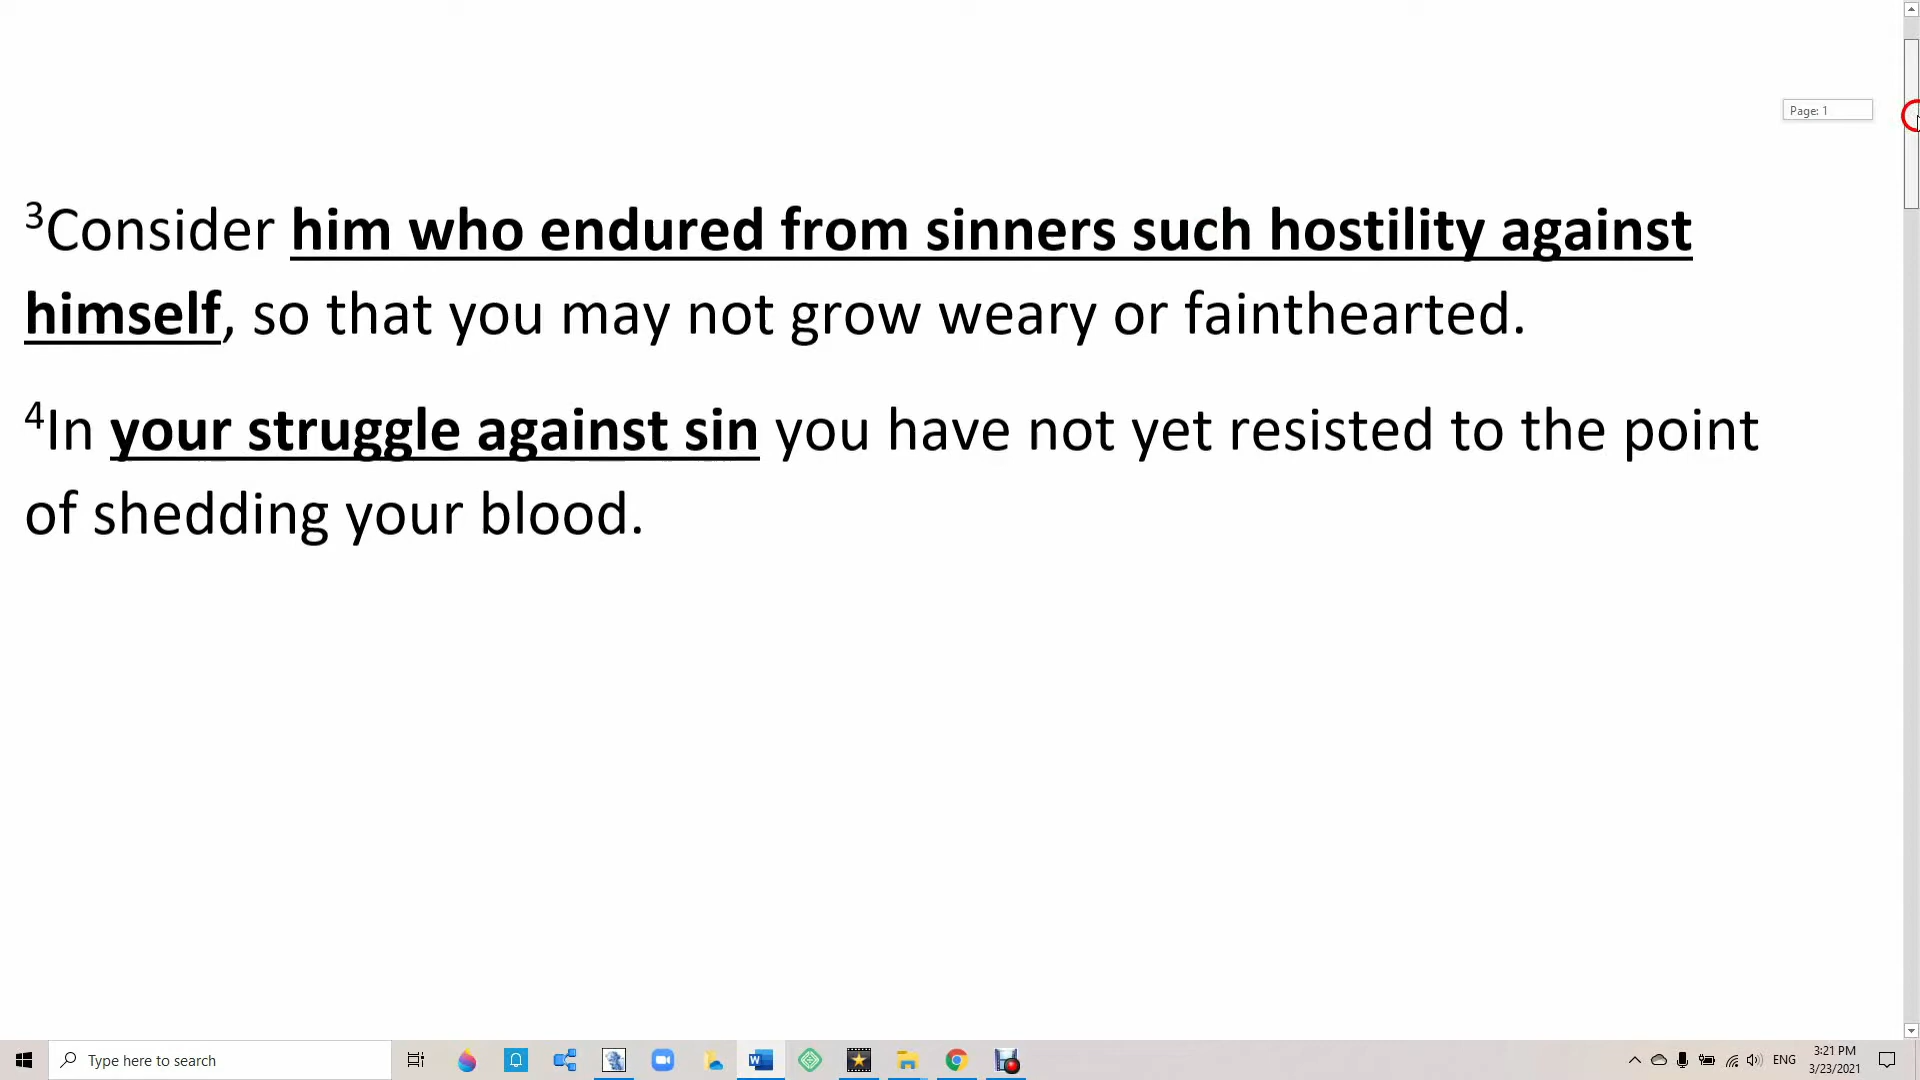 Page: 1
³Consider him who endured from sinners such hostility against
himself, so that you may not grow weary or fainthearted.
⁴In your struggle against sin you have not yet resisted to the point
of shedding your blood.
Type here to search
ENG
3:21 PM
3/23/2021